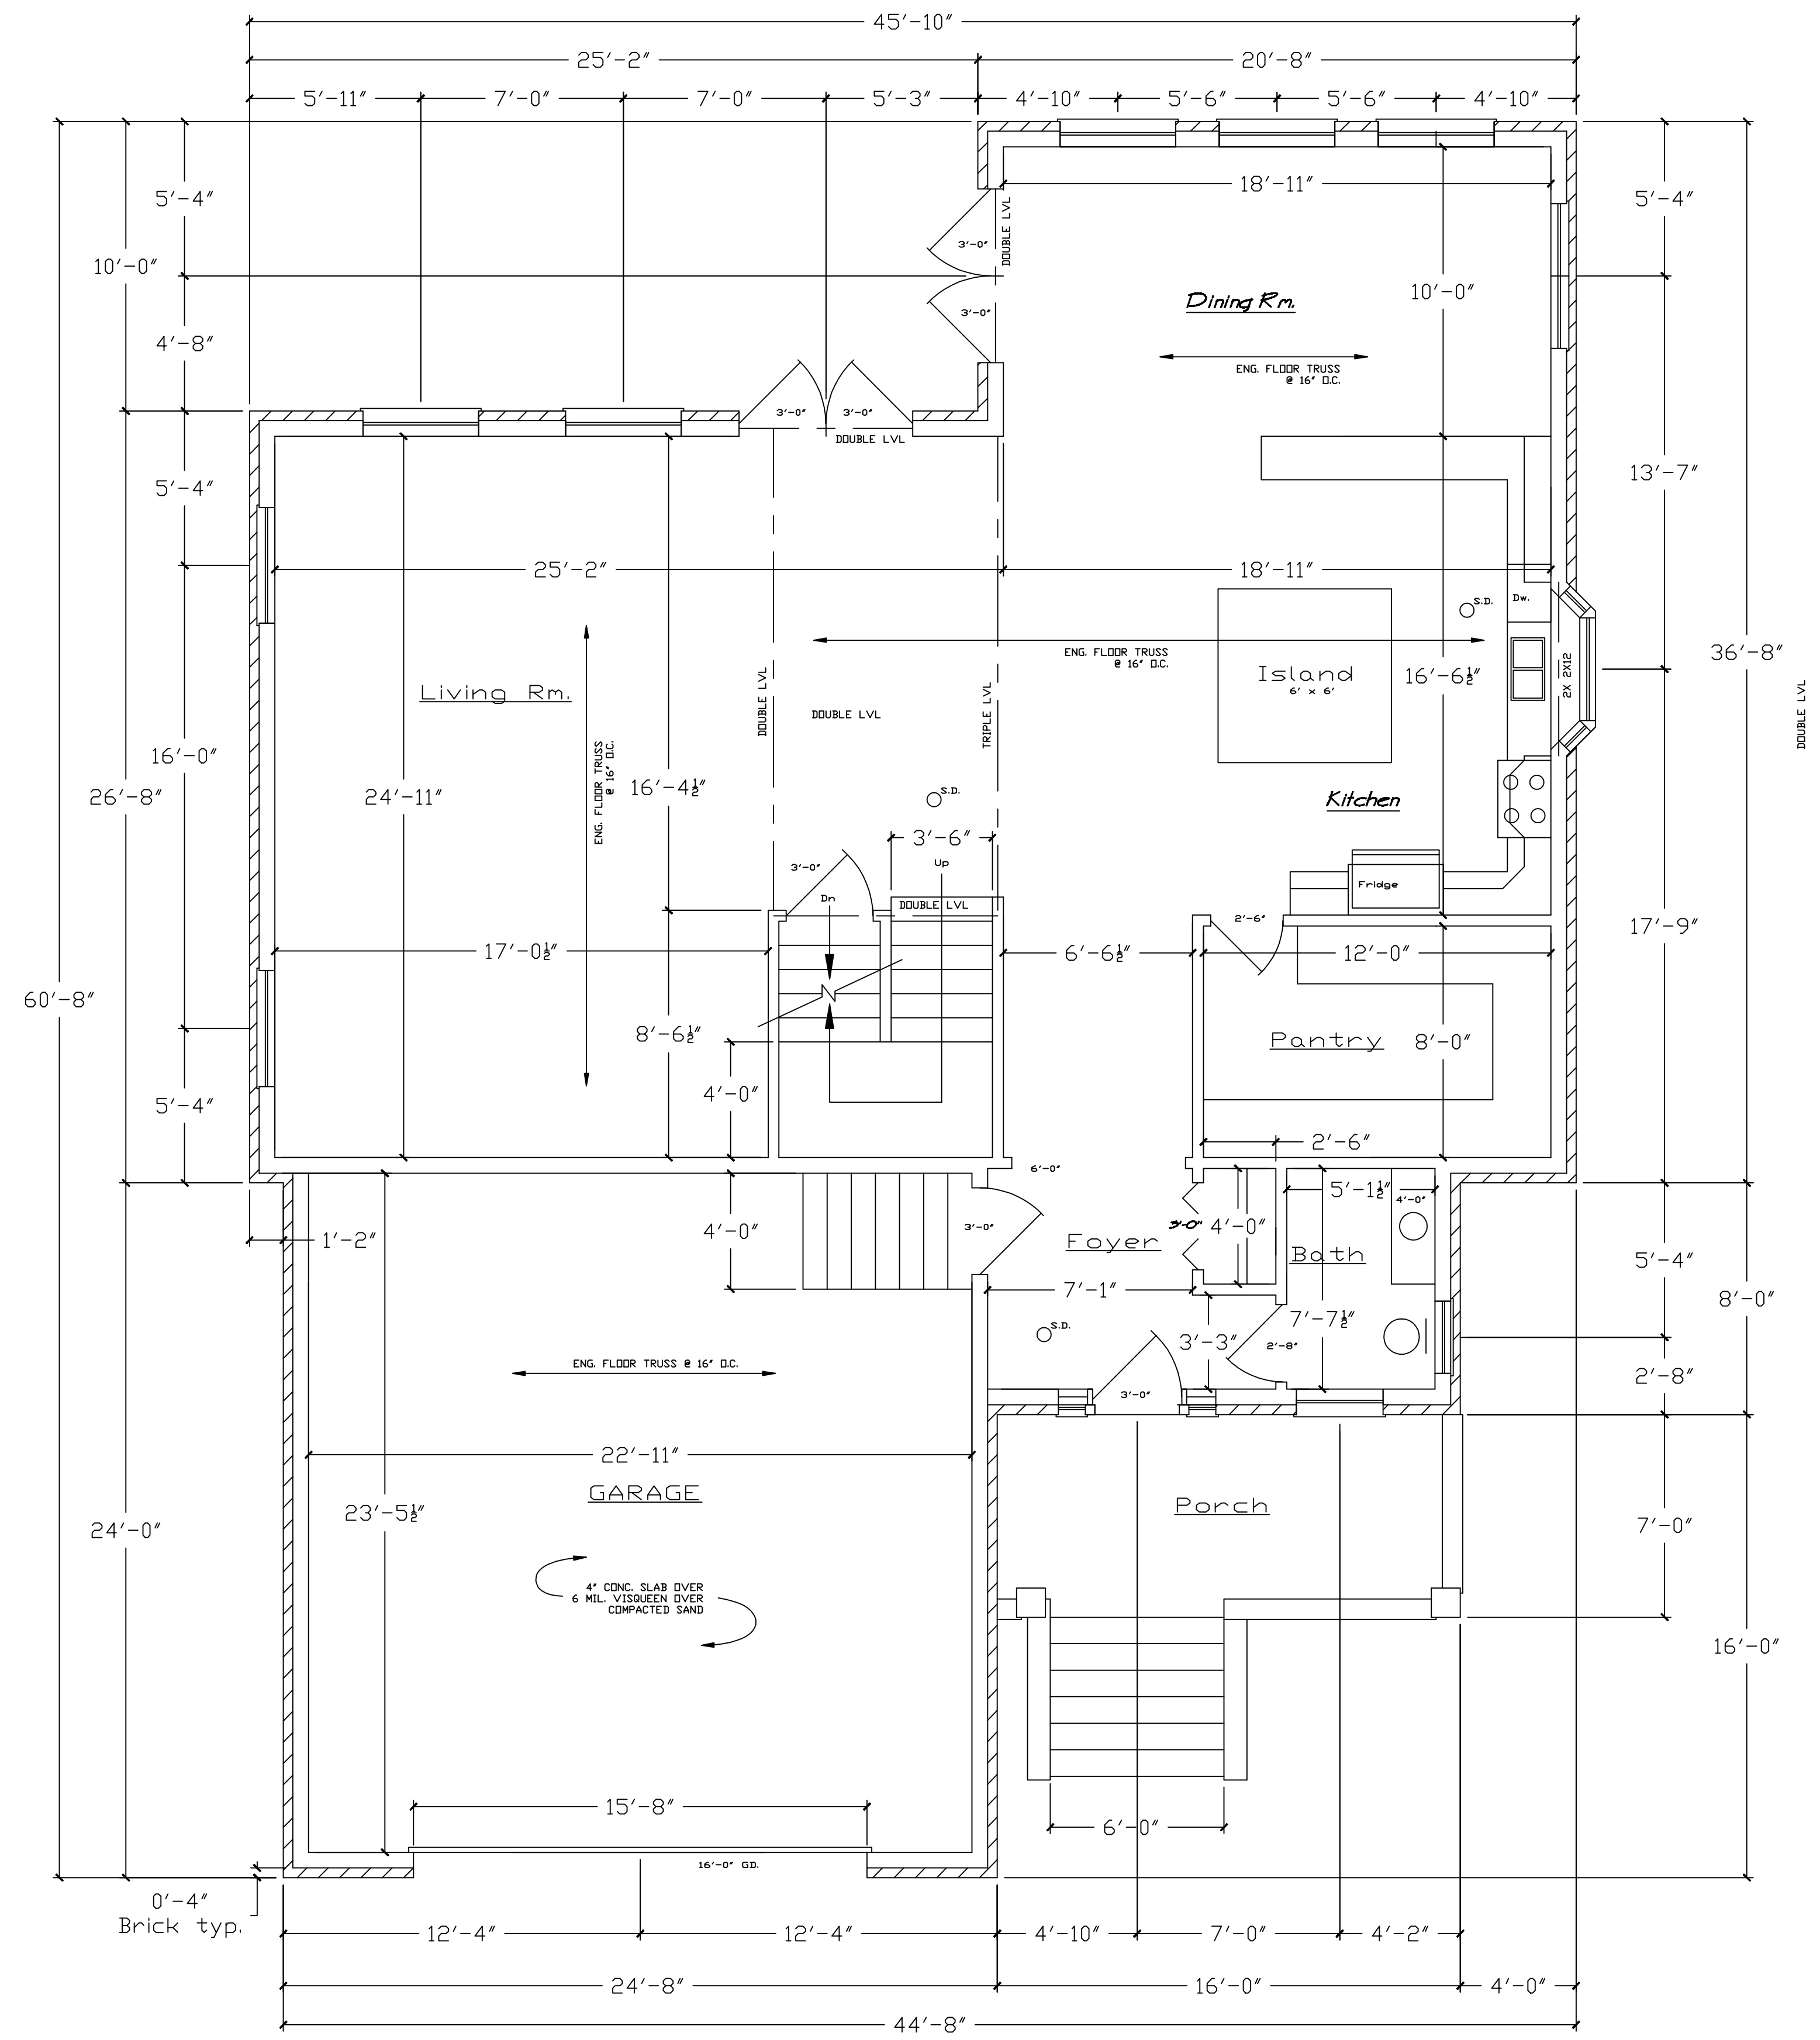 45'-10"
25'-2" 20'-8"
5'-11" 7'-0" 7'-0" 5'-3" 4'-10" 5'-6" 5'-6" 4'-10"
18'-11"
5'-4" 5'-4"
DOUBLE LVL
3'-0"
10'-0"
Dining Rm.
10'-0"
3'-0"
4'-8"
ENG. FLOOR TRUSS
@ 16" O.C.
3'-0" 3'-0"
DOUBLE LVL
13'-7"
5'-4"
25'-2" 18'-11"
S.D.
Dw.
ENG. FLOOR TRUSS
@ 16" O.C.
36'-8"
Island
6' x 6'
16'-6½"
2X 2X12
Living Rm.
DOUBLE LVL
DOUBLE LVL
TRIPLE LVL
DOUBLE LVL
16'-0"
26'-8"
24'-11"
ENG. FLOOR TRUSS
@ 16" O.C.
16'-4½"
S.D.
Kitchen
3'-6"
Up
3'-0"
Fridge
Dn
DOUBLE LVL
2'-6"
17'-9"
17'-0½" 6'-6½" 12'-0"
60'-8"
8'-6½"
Pantry
8'-0"
4'-0"
5'-4"
2'-6"
6'-0"
5'-1½"
4'-0"
4'-0"
3'-0"
3'-0"
4'-0"
1'-2"
Foyer
Bath
5'-4"
7'-1"
8'-0"
7'-7½"
S.D.
3'-3"
2'-8"
ENG. FLOOR TRUSS @ 16" O.C.
2'-8"
3'-0"
22'-11"
GARAGE
Porch
23'-5½"
24'-0"
7'-0"
4" CONC. SLAB OVER
6 MIL. VISQUEEN OVER
COMPACTED SAND
16'-0"
15'-8"
6'-0"
16'-0" GD.
0'-4"
Brick typ.
12'-4" 12'-4" 4'-10" 7'-0" 4'-2"
24'-8" 16'-0" 4'-0"
44'-8"